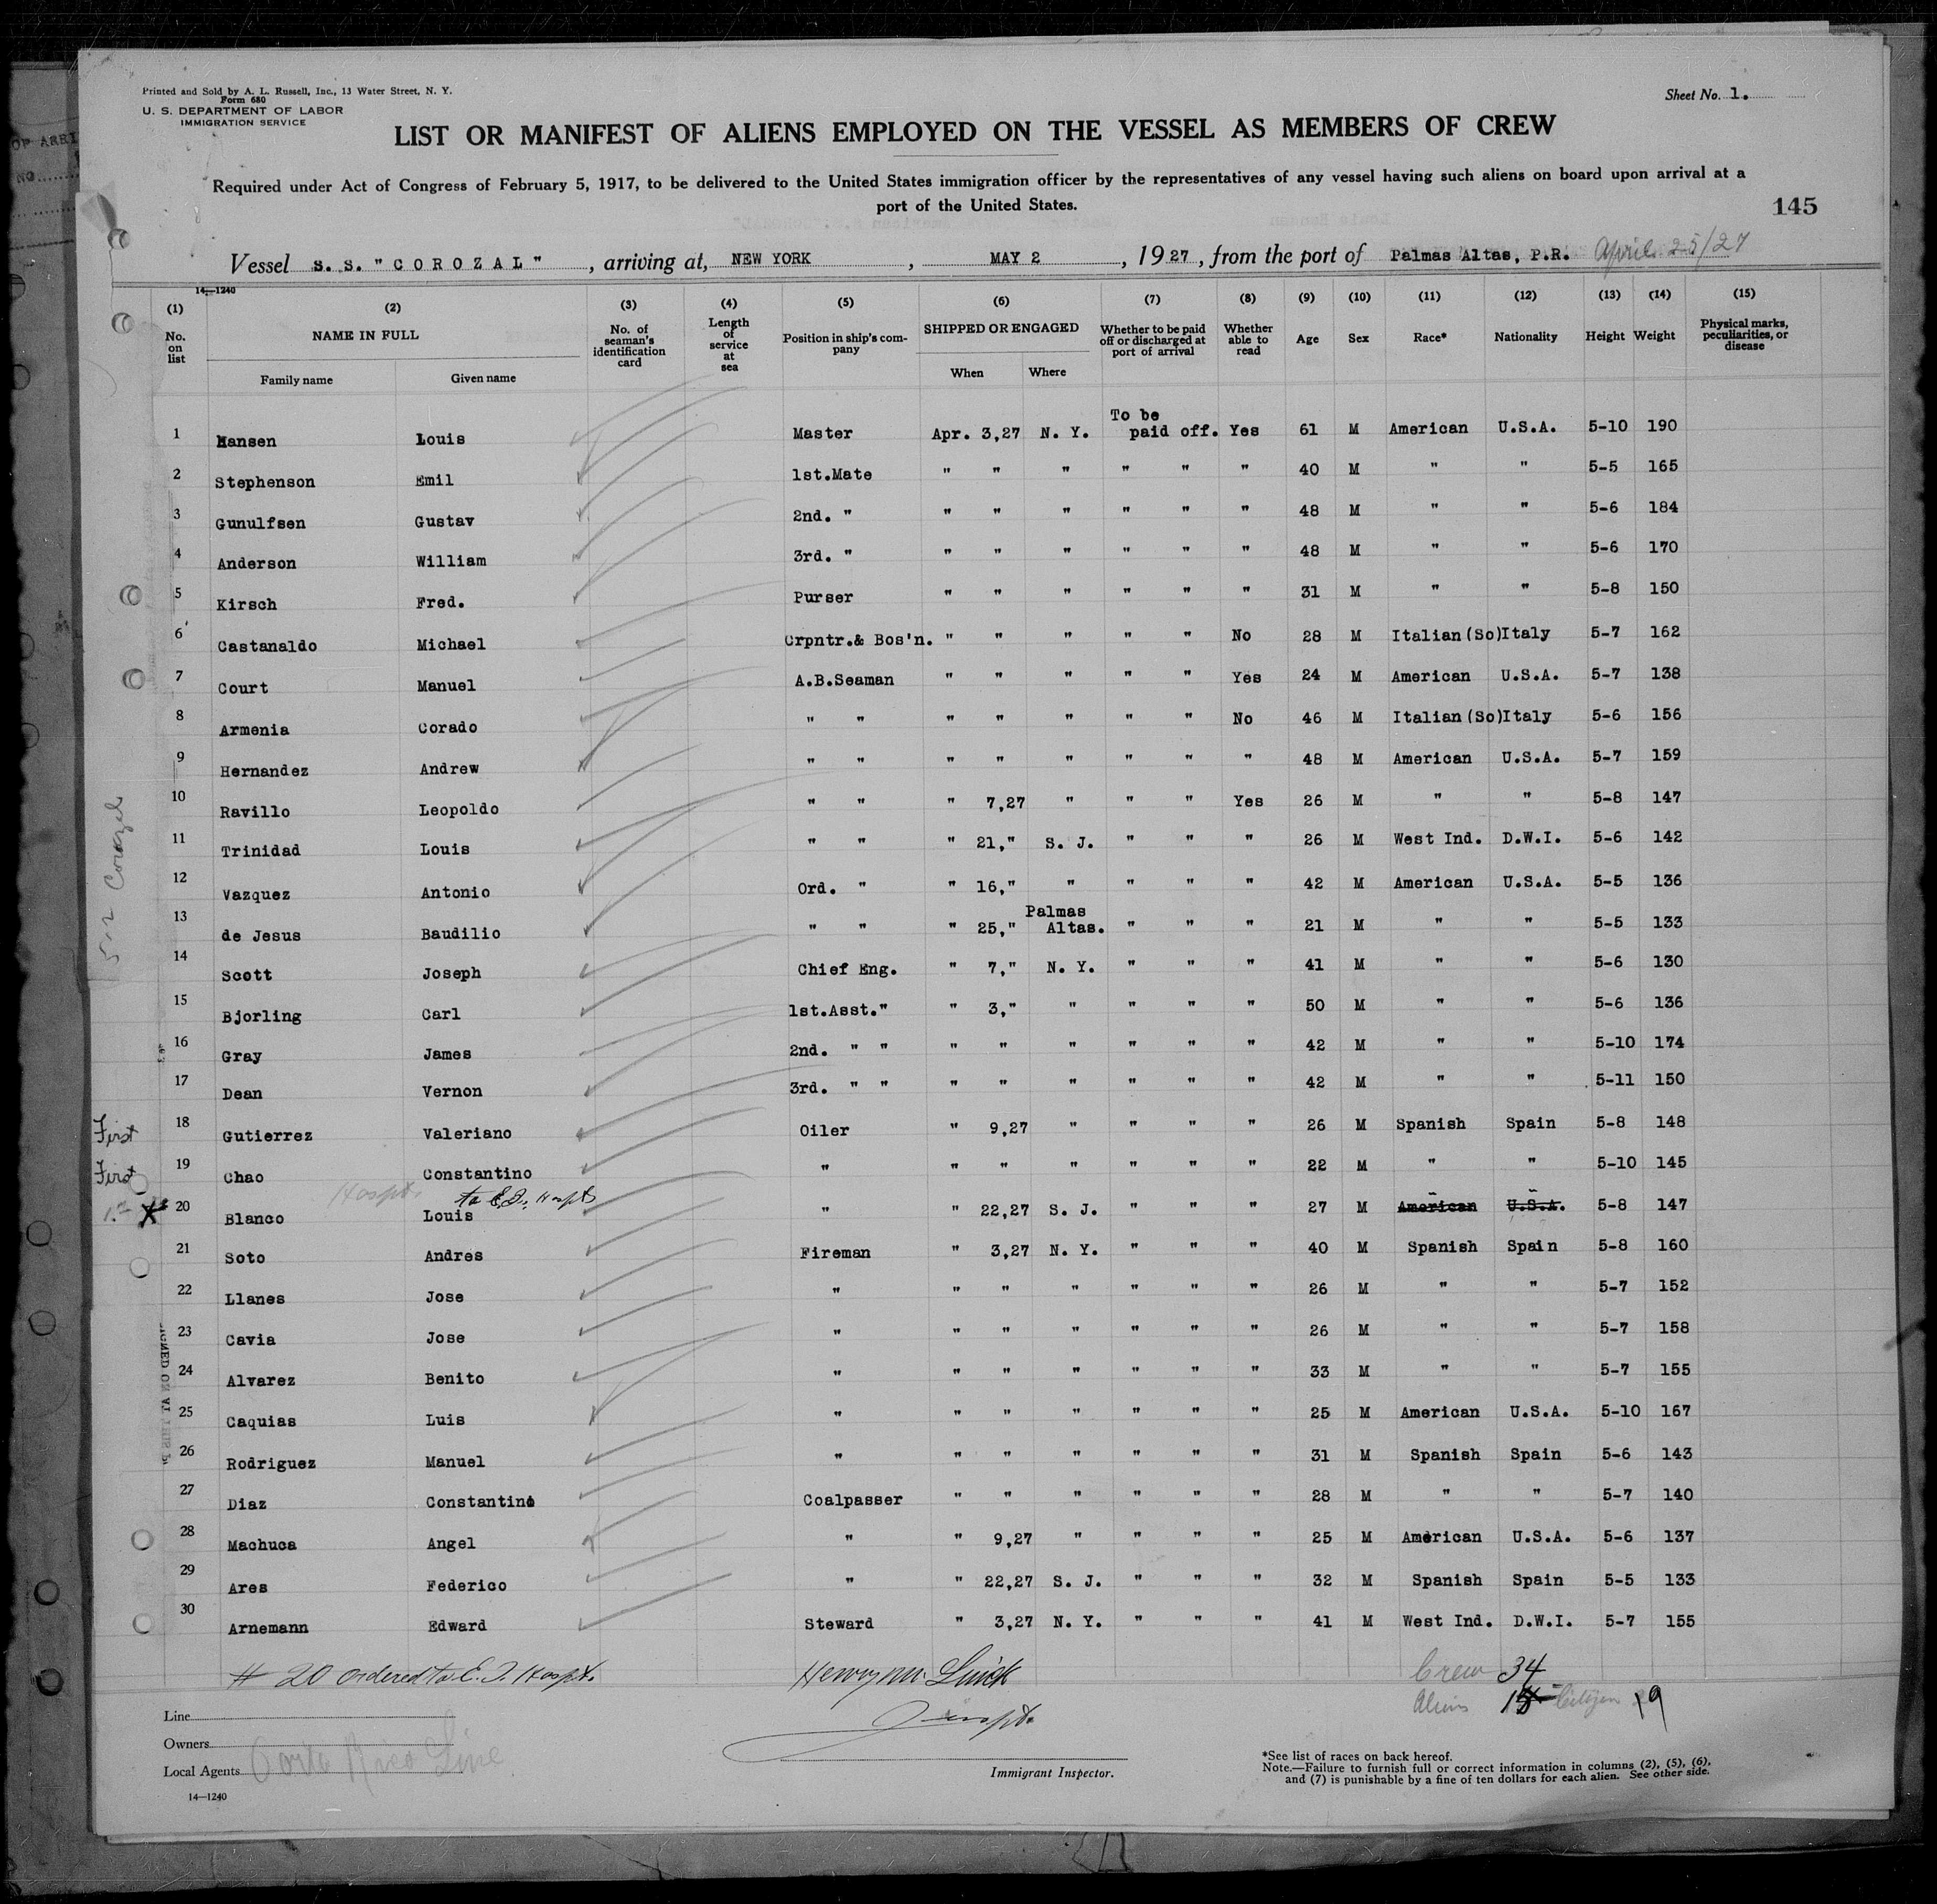 Printed and Sold by A. L. Russell, Inc., 13 Water Street, N. Y.
Form 680
U. S. DEPARTMENT OF LABOR
IMMIGRATION SERVICE
Sheet No. 1.
LIST OR MANIFEST OF ALIENS EMPLOYED ON THE VESSEL AS MEMBERS OF CREW
Required under Act of Congress of February 5, 1917, to be delivered to the United States immigration officer by the representatives of any vessel having such aliens on board upon arrival at a
port of the United States.
145
Vessel S. S. "COROZAL", arriving at, NEW YORK, MAY 2, 1927, from the port of Palmas Altas, P.R. April 25/27
14—1240
(1) (2) (3) (4) (5) (6) (7) (8) (9) (10) (11) (12) (13) (14) (15)
No. on list NAME IN FULL No. of seaman's identification card Length of service at sea Position in ship's company SHIPPED OR ENGAGED Whether to be paid off or discharged at port of arrival Whether able to read Age Sex Race* Nationality Height Weight Physical marks, peculiarities, or disease
Family name Given name When Where
1 Hansen Louis Master Apr. 3,27 N. Y. To be paid off. Yes 61 M American U.S.A. 5-10 190
2 Stephenson Emil 1st.Mate " " " " " " 40 M " " 5-5 165
3 Gunulfsen Gustav 2nd. " " " " " " " 48 M " " 5-6 184
4 Anderson William 3rd. " " " " " " " 48 M " " 5-6 170
5 Kirsch Fred. Purser " " " " " " 31 M " " 5-8 150
6 Castanaldo Michael Crpntr.& Bos'n. " " " " " No 28 M Italian(So)Italy 5-7 162
7 Court Manuel A.B.Seaman " " " " " Yes 24 M American U.S.A. 5-7 138
8 Armenia Corado " " " " " " " No 46 M Italian(So)Italy 5-6 156
9 Hernandez Andrew " " " " " " " " 48 M American U.S.A. 5-7 159
10 Ravillo Leopoldo " " " 7,27 " " " Yes 26 M " " 5-8 147
11 Trinidad Louis " " " 21," S. J. " " " 26 M West Ind. D.W.I. 5-6 142
12 Vazquez Antonio Ord. " " 16," " " " " 42 M American U.S.A. 5-5 136
13 de Jesus Baudilio " " " 25," Palmas Altas. " " " 21 M " " 5-5 133
14 Scott Joseph Chief Eng. " 7," N. Y. " " " 41 M " " 5-6 130
15 Bjorling Carl 1st.Asst." " 3," " " " " 50 M " " 5-6 136
16 Gray James 2nd. " " " " " " " " 42 M " " 5-10 174
17 Dean Vernon 3rd. " " " " " " " " 42 M " " 5-11 150
First 18 Gutierrez Valeriano Oiler " 9,27 " " " " 26 M Spanish Spain 5-8 148
First 19 Chao Constantino " " " " " " " 22 M " " 5-10 145
Hospt. to E.I. Hospt
20 Blanco Louis " " 22,27 S. J. " " " 27 M American U.S.A. 5-8 147
21 Soto Andres Fireman " 3,27 N. Y. " " " 40 M Spanish Spain 5-8 160
22 Llanes Jose " " " " " " " 26 M " " 5-7 152
23 Cavia Jose " " " " " " " 26 M " " 5-7 158
24 Alvarez Benito " " " " " " " 33 M " " 5-7 155
25 Caquias Luis " " " " " " " 25 M American U.S.A. 5-10 167
26 Rodriguez Manuel " " " " " " " 31 M Spanish Spain 5-6 143
27 Diaz Constantino Coalpasser " " " " " " 28 M " " 5-7 140
28 Machuca Angel " " 9,27 " " " " 25 M American U.S.A. 5-6 137
29 Ares Federico " " 22,27 S. J. " " " 32 M Spanish Spain 5-5 133
30 Arnemann Edward Steward " 3,27 N. Y. " " " 41 M West Ind. D.W.I. 5-7 155
# 20 ordered to E. I. Hospt.
Crew 34
Aliens 15 Citizen 19
Line
Owners
Local Agents Porto Rico Line
Immigrant Inspector.
*See list of races on back hereof.
Note.—Failure to furnish full or correct information in columns (2), (5), (6),
and (7) is punishable by a fine of ten dollars for each alien. See other side.
14—1240